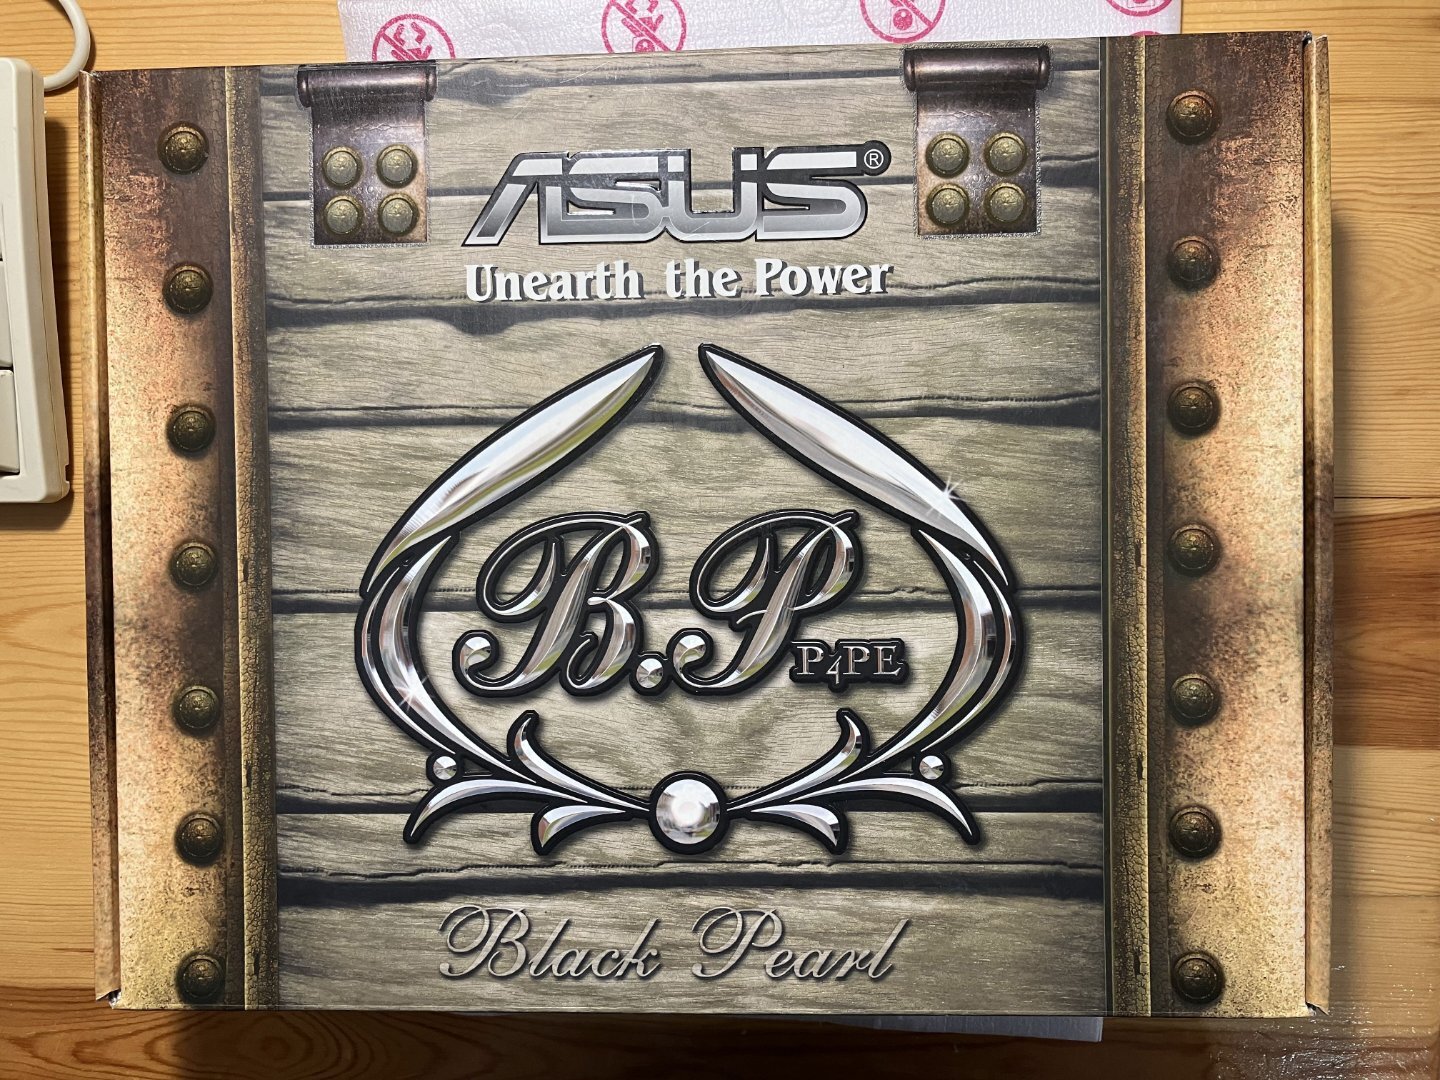 ASUS®
Unearth the Power
B.P P4PE
Black Pearl